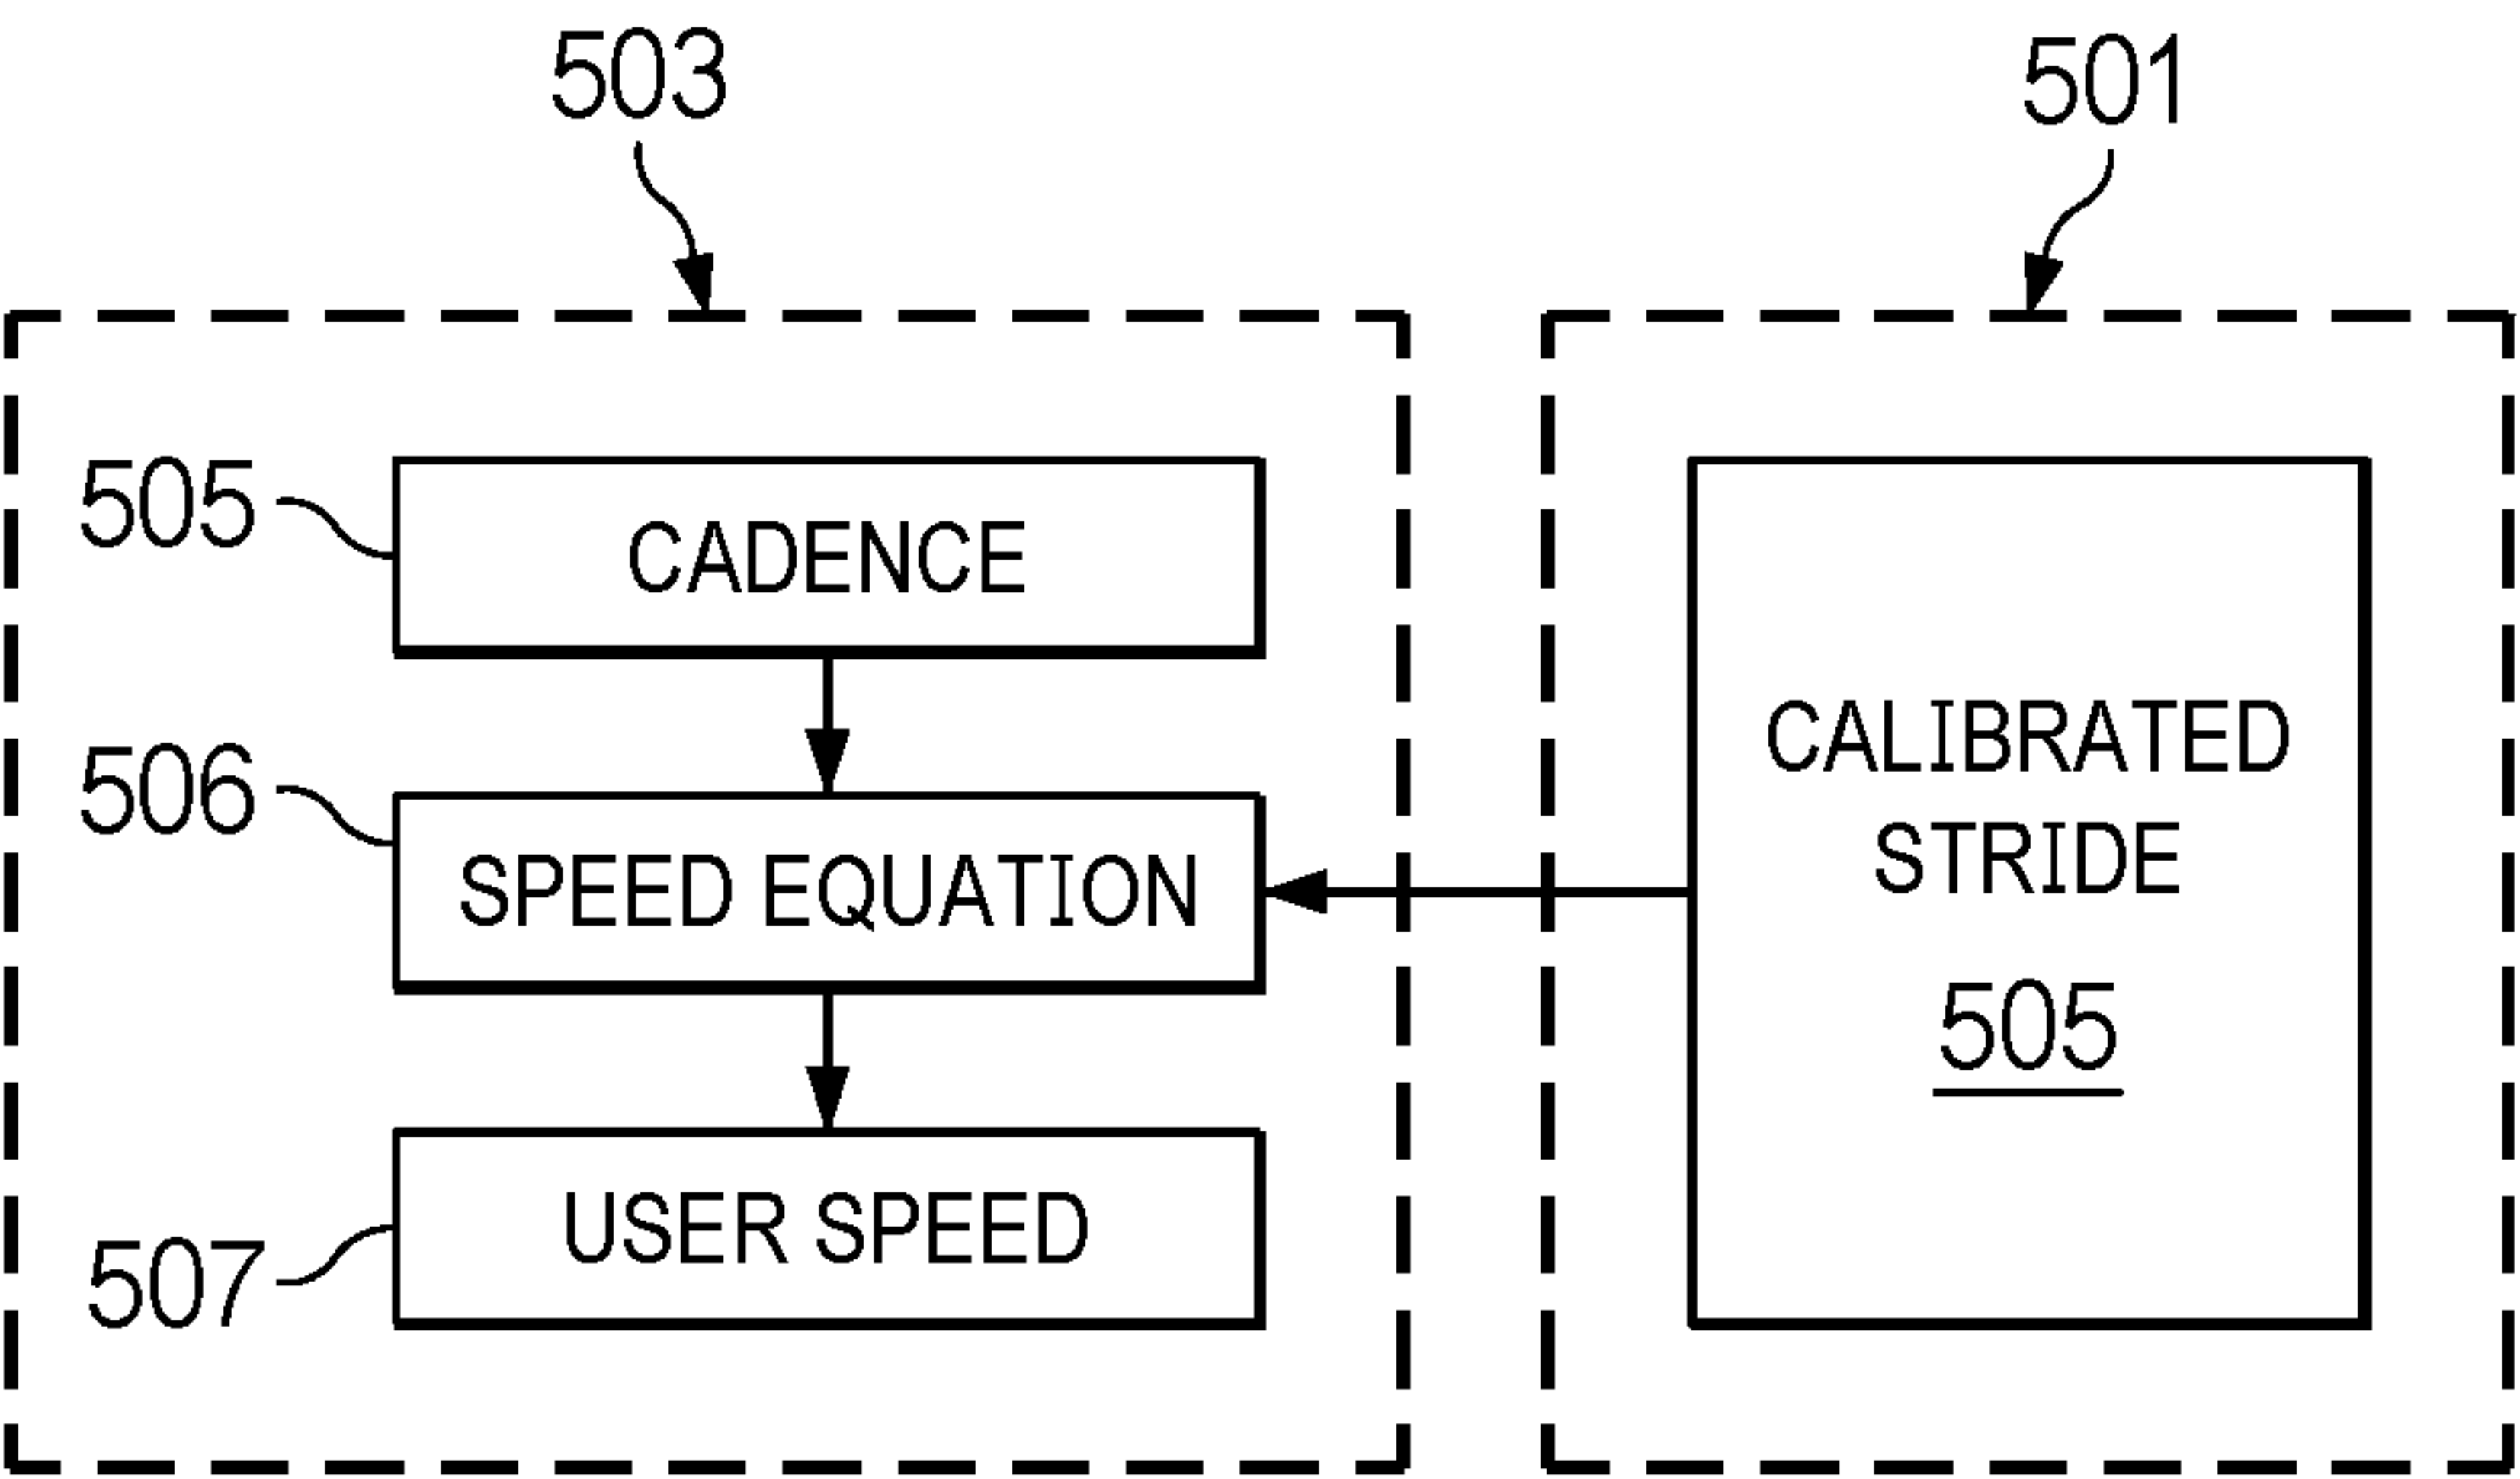 503
501
505
CADENCE
506
SPEED EQUATION
507
USER SPEED
CALIBRATED
STRIDE
505